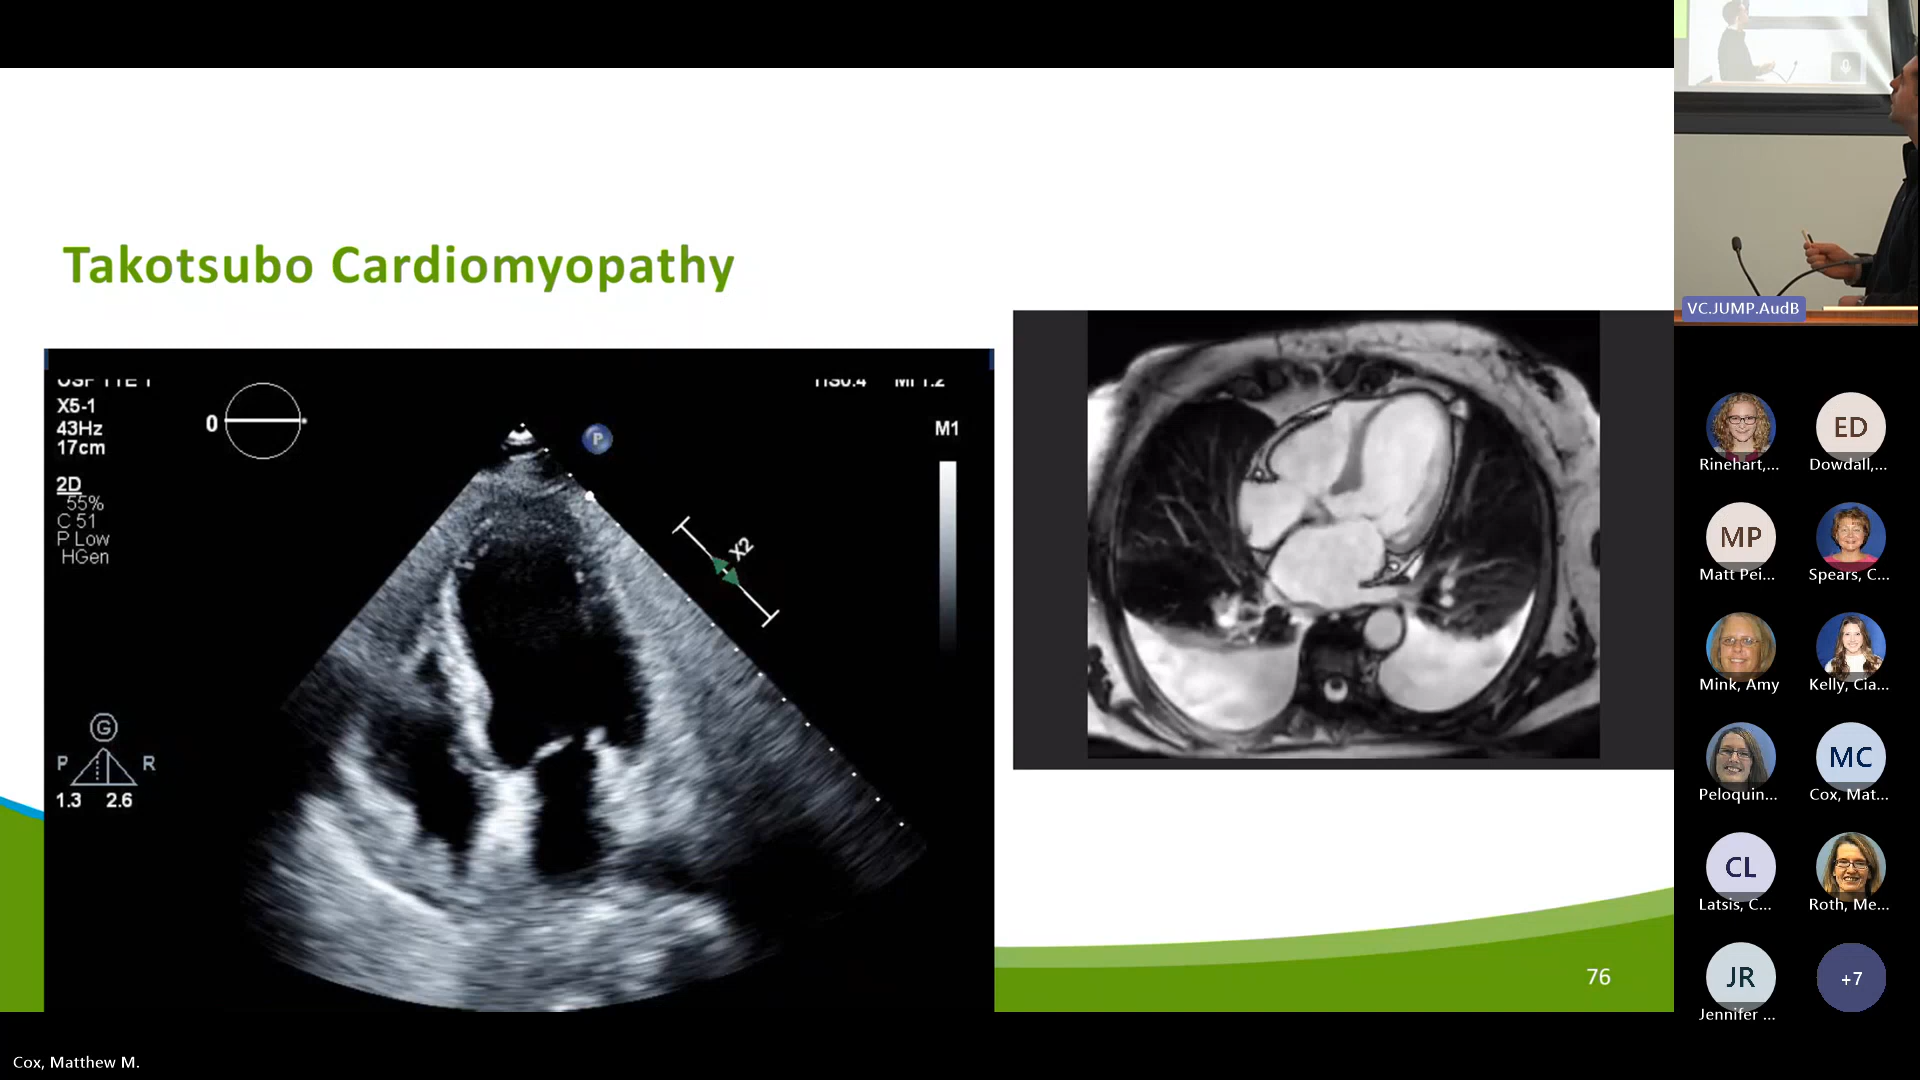 Takotsubo Cardiomyopathy
X5-1
43Hz
17cm
2D
55%
C 51
P Low
HGen
0
P
X2
M1
G
P R
1.3 2.6
76
VC.JUMP.AudB
Rinehart,...
ED
Dowdall,...
MP
Matt Pei...
Spears, C...
Mink, Amy
Kelly, Cia...
Peloquin...
MC
Cox, Mat...
CL
Latsis, C...
Roth, Me...
JR
Jennifer ...
+7
Cox, Matthew M.